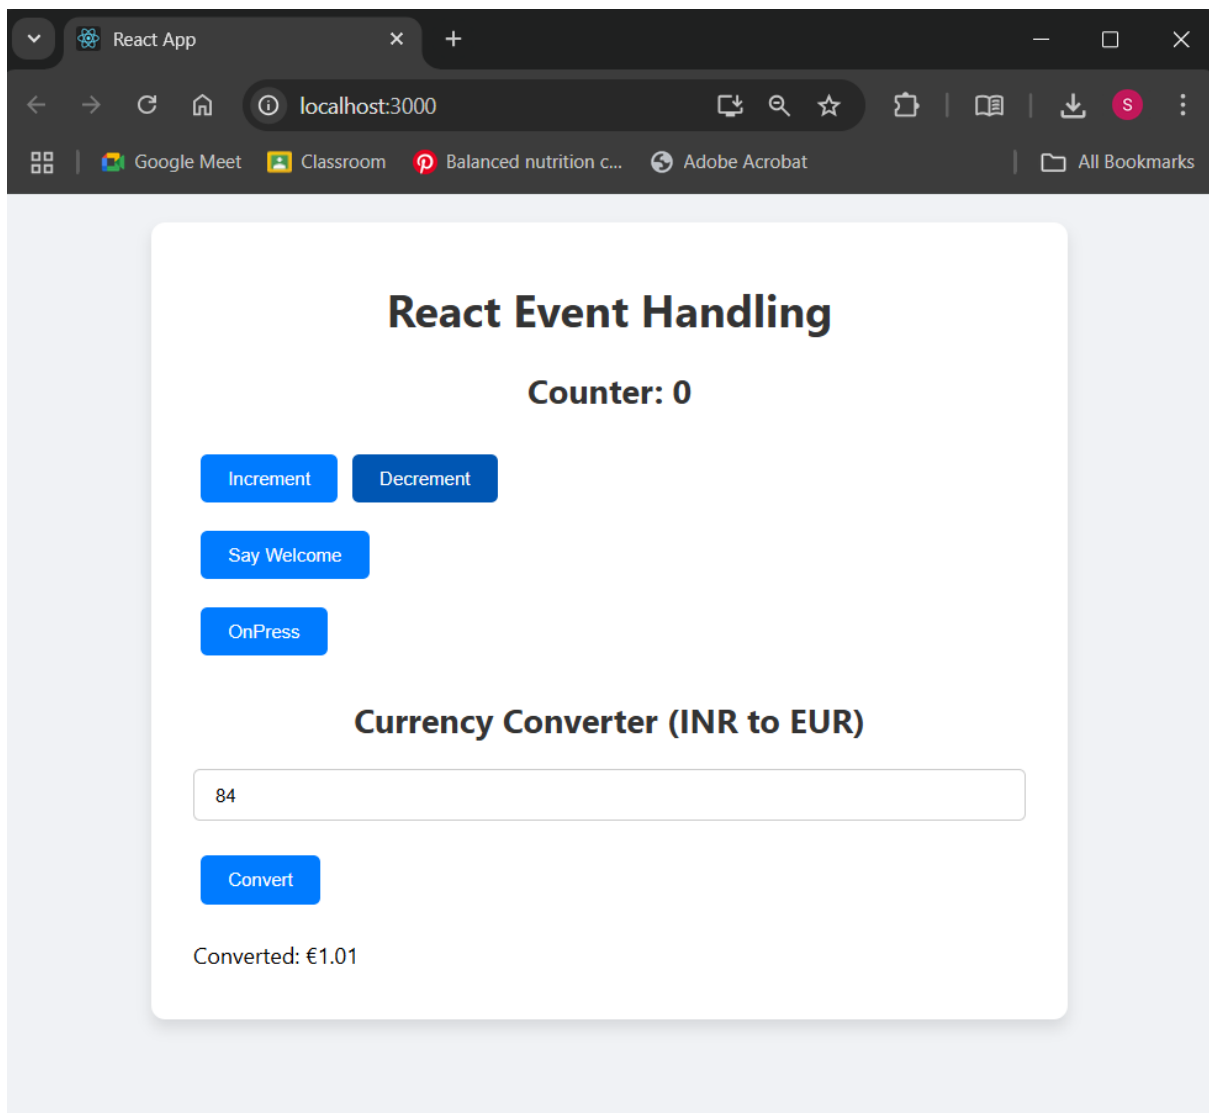 React App
localhost:3000
S
Google Meet Classroom Balanced nutrition c... Adobe Acrobat All Bookmarks
React Event Handling
Counter: 0
Increment Decrement
Say Welcome
OnPress
Currency Converter (INR to EUR)
84
Convert
Converted: €1.01